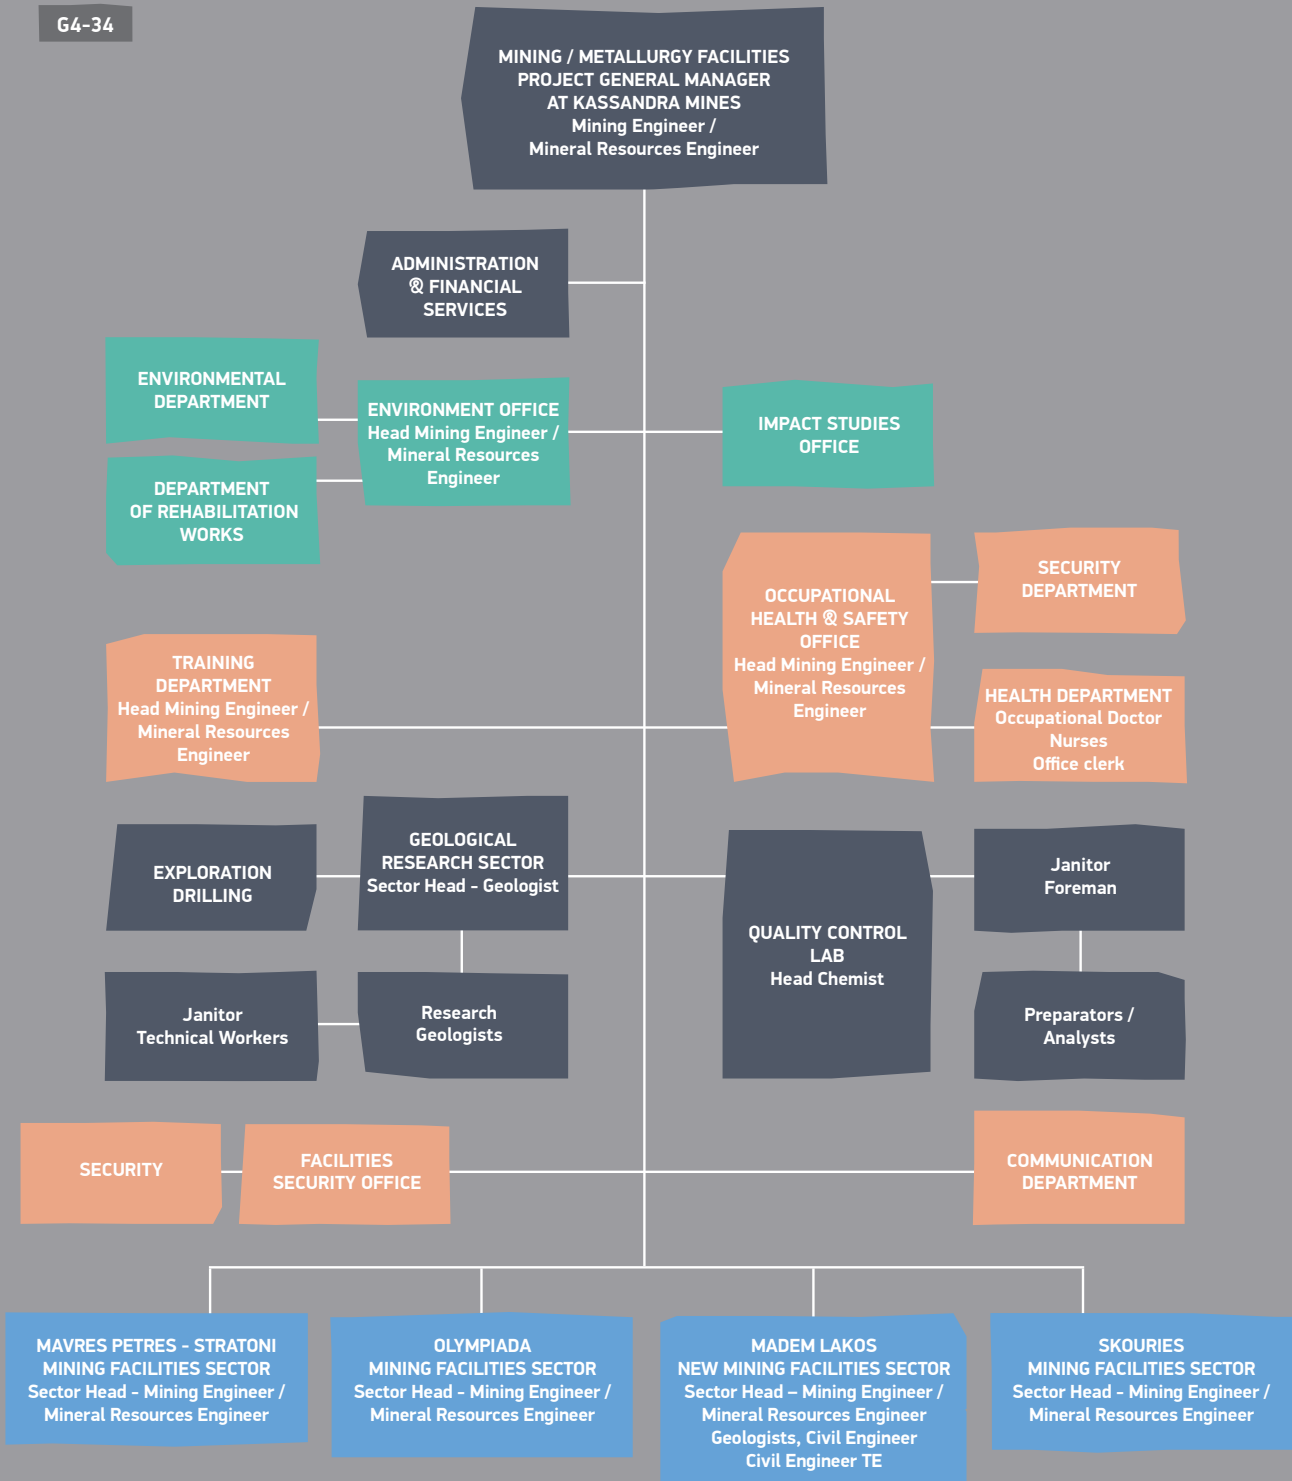 G4-34
MINING / METALLURGY FACILITIES
PROJECT GENERAL MANAGER
AT KASSANDRA MINES
Mining Engineer /
Mineral Resources Engineer
ADMINISTRATION
& FINANCIAL
SERVICES
ENVIRONMENTAL
DEPARTMENT
ENVIRONMENT OFFICE
Head Mining Engineer /
Mineral Resources
Engineer
IMPACT STUDIES
OFFICE
DEPARTMENT
OF REHABILITATION
WORKS
OCCUPATIONAL
HEALTH & SAFETY
OFFICE
Head Mining Engineer /
Mineral Resources
Engineer
SECURITY
DEPARTMENT
TRAINING
DEPARTMENT
Head Mining Engineer /
Mineral Resources
Engineer
HEALTH DEPARTMENT
Occupational Doctor
Nurses
Office clerk
EXPLORATION
DRILLING
GEOLOGICAL
RESEARCH SECTOR
Sector Head - Geologist
QUALITY CONTROL
LAB
Head Chemist
Janitor
Foreman
Janitor
Technical Workers
Research
Geologists
Preparators /
Analysts
SECURITY
FACILITIES
SECURITY OFFICE
COMMUNICATION
DEPARTMENT
MAVRES PETRES - STRATONI
MINING FACILITIES SECTOR
Sector Head - Mining Engineer /
Mineral Resources Engineer
OLYMPIADA
MINING FACILITIES SECTOR
Sector Head - Mining Engineer /
Mineral Resources Engineer
MADEM LAKOS
NEW MINING FACILITIES SECTOR
Sector Head – Mining Engineer /
Mineral Resources Engineer
Geologists, Civil Engineer
Civil Engineer TE
SKOURIES
MINING FACILITIES SECTOR
Sector Head - Mining Engineer /
Mineral Resources Engineer